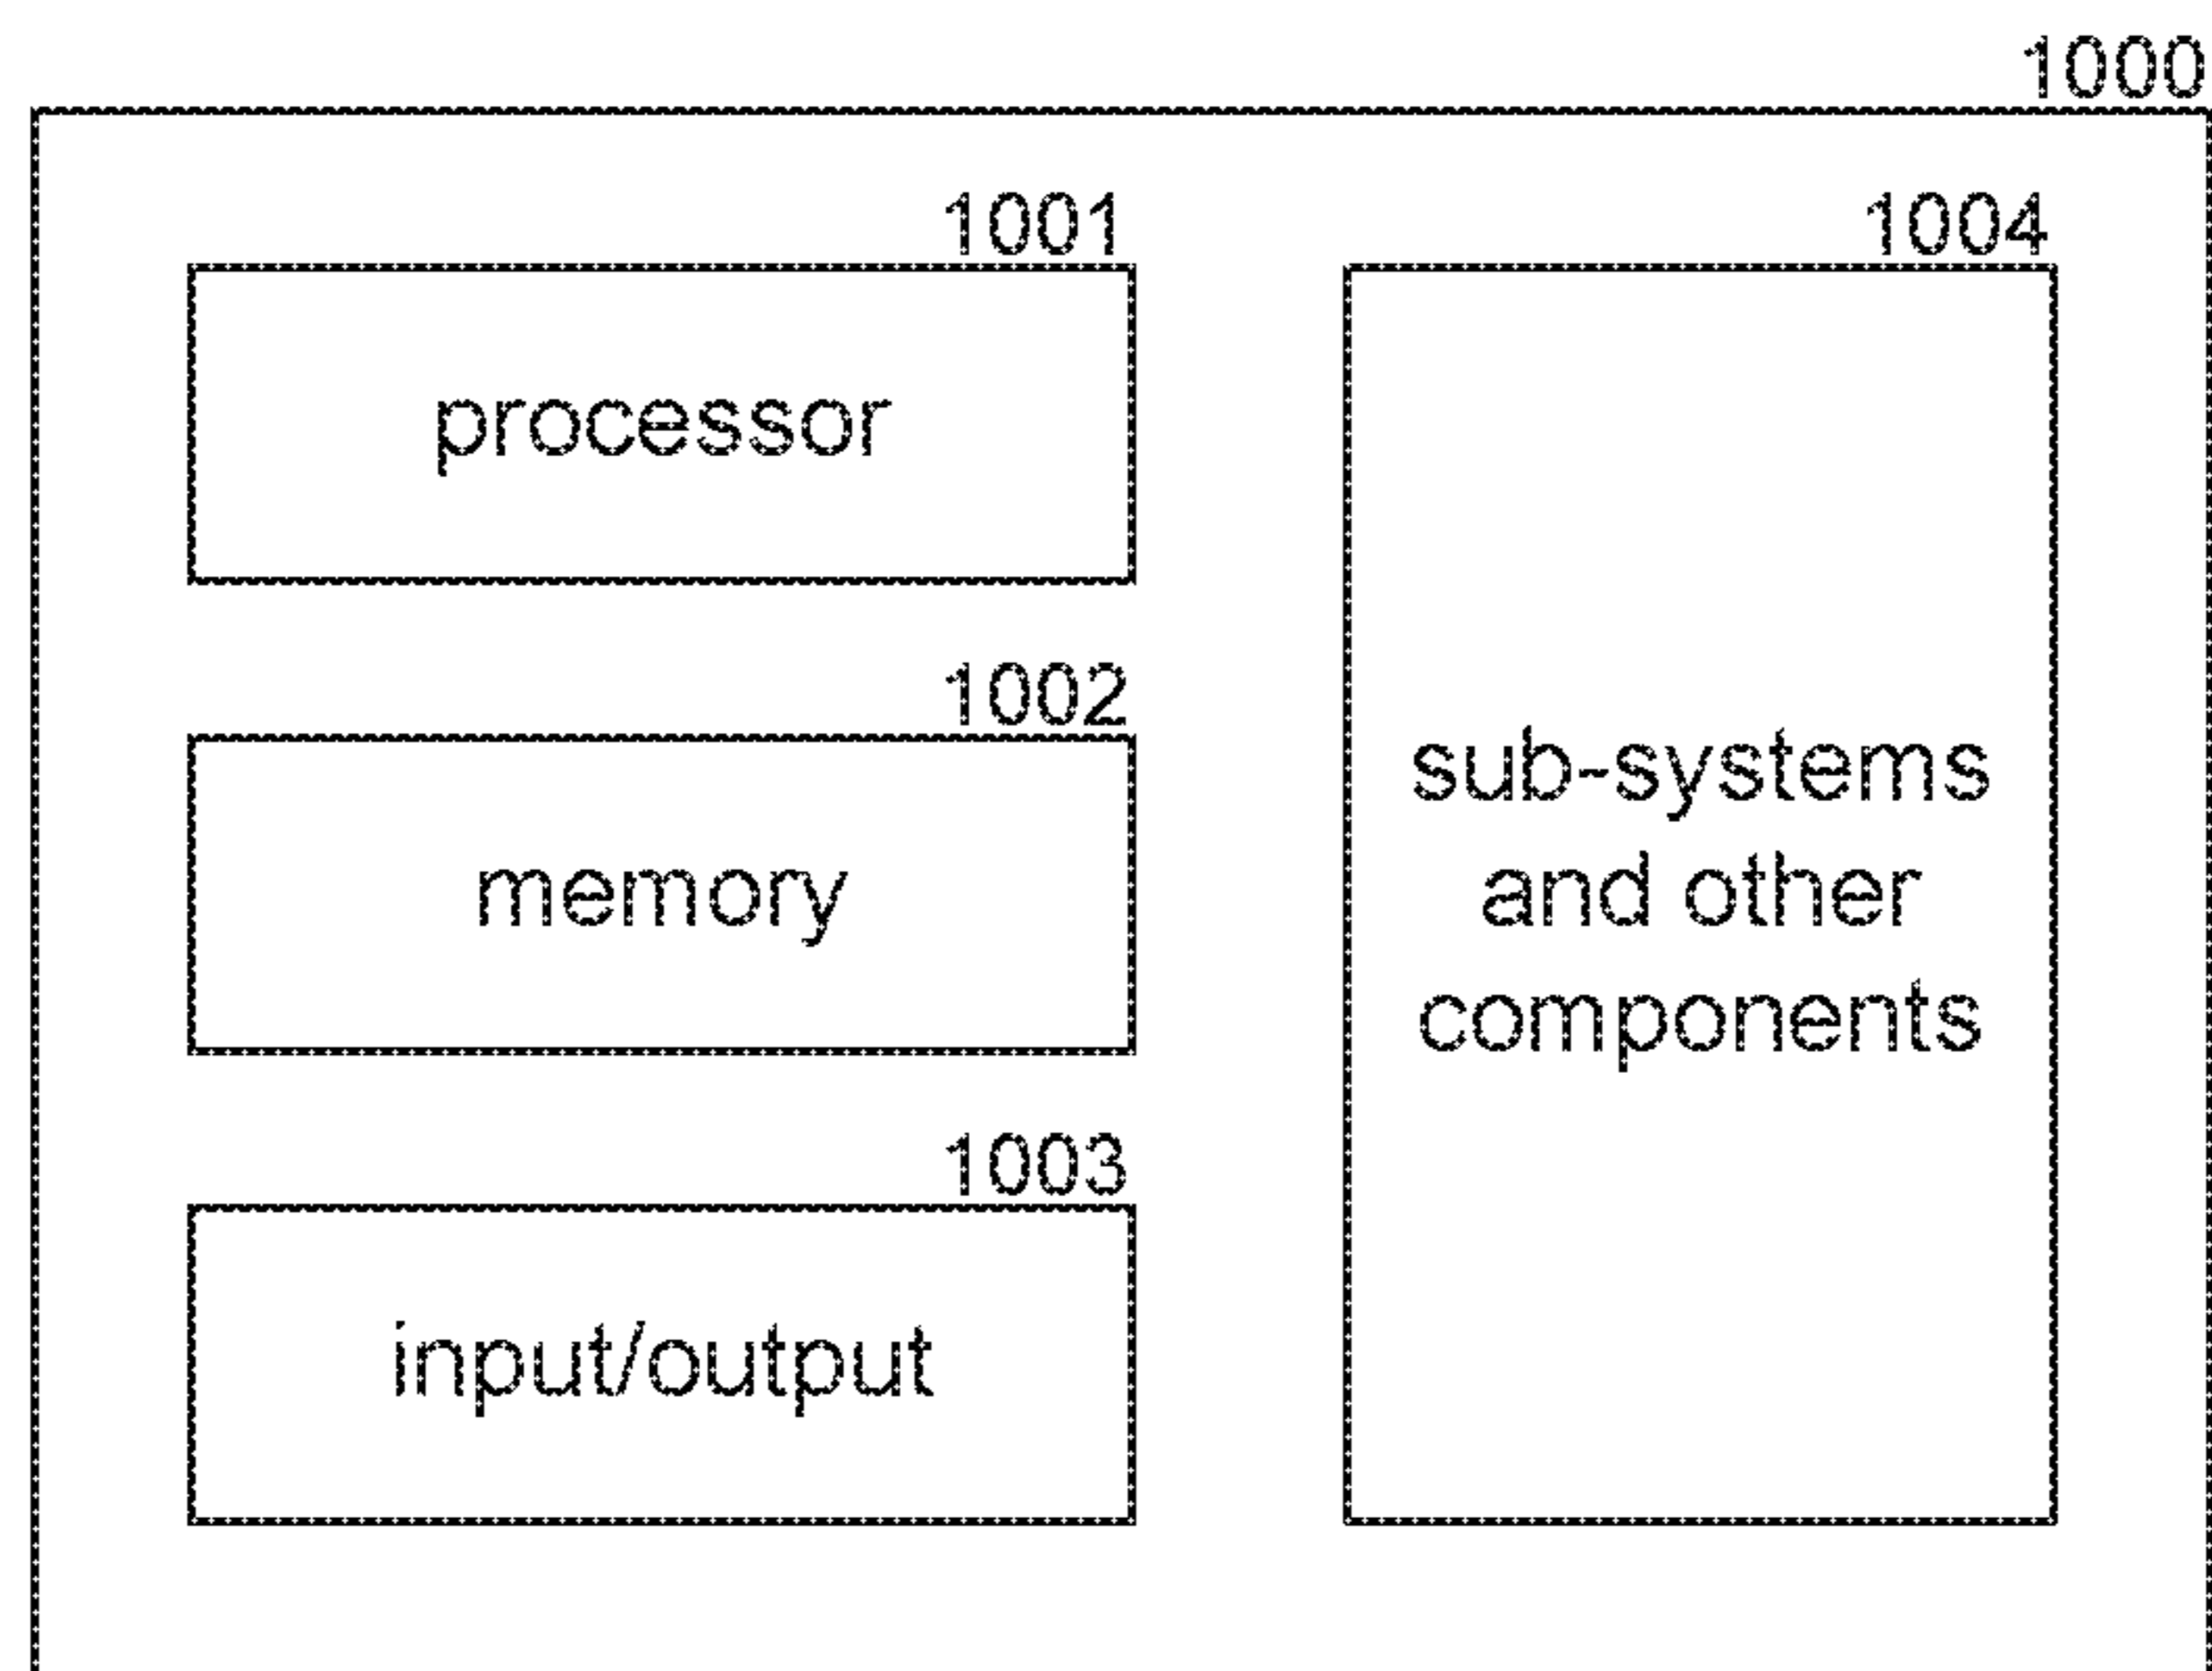 1000
1001
processor
1002
memory
1003
input/output
1004
sub-systems
and other
components